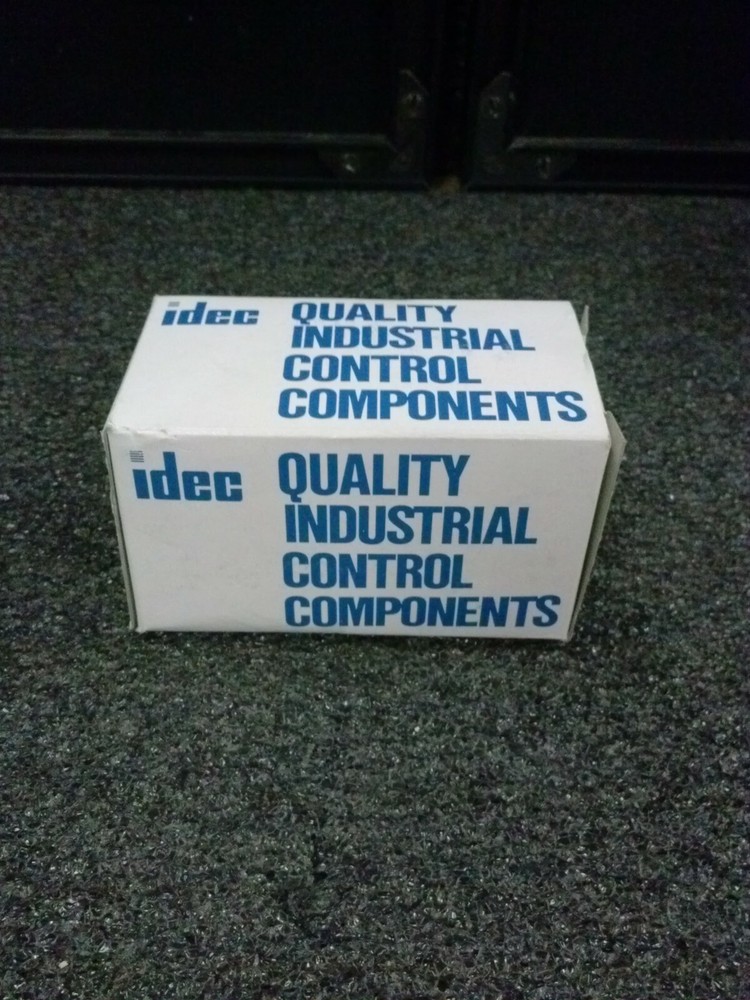 idec QUALITY
INDUSTRIAL
CONTROL
COMPONENTS
idec QUALITY
INDUSTRIAL
CONTROL
COMPONENTS